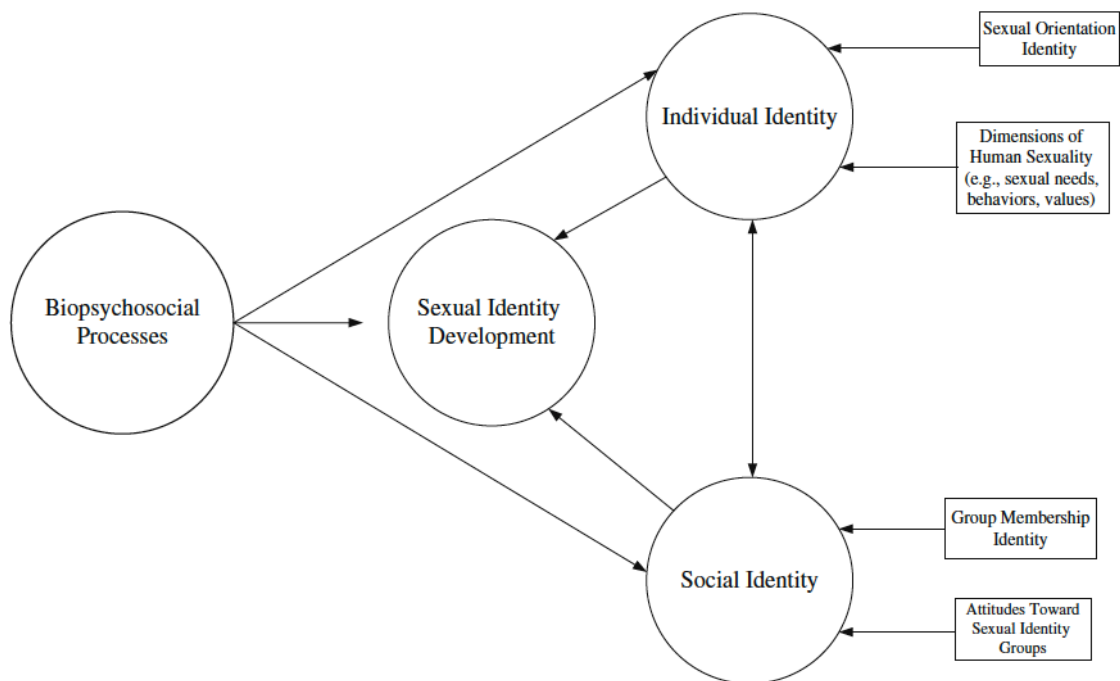 Sexual Orientation
Identity
Individual Identity
Dimensions of
Human Sexuality
(e.g., sexual needs,
behaviors, values)
Biopsychosocial
Processes
Sexual Identity
Development
Group Membership
Identity
Social Identity
Attitudes Toward
Sexual Identity
Groups